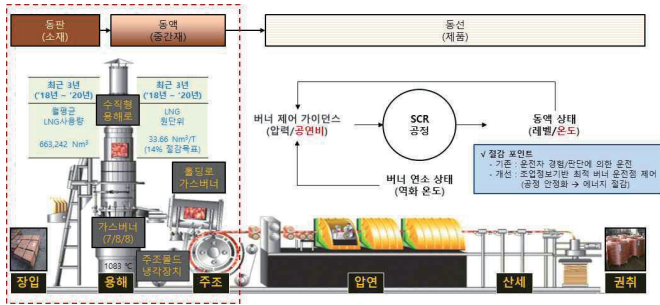 동판
(소재)
동액
(중간재)
동선
(제품)
최근 3년
('18년 ~ '20년)
월평균
LNG사용량
663,242 Nm³
수직형
용해로
최근 3년
('18년 ~ '20년)
LNG
원단위
33.66 Nm³/T
(14% 절감목표)
홀딩로
가스버너
가스버너
(7/8/8)
1083 ℃
주조몰드
냉각장치
버너 제어 가이던스
(압력/공연비)
SCR
공정
동액 상태
(레벨/온도)
버너 연소 상태
(역화 온도)
√ 절감 포인트
- 기존 : 운전자 경험/판단에 의한 운전
- 개선 : 조업정보기반 최적 버너 운전점 제어
(공정 안정화 → 에너지 절감)
장입
용해
주조
압연
산세
권취